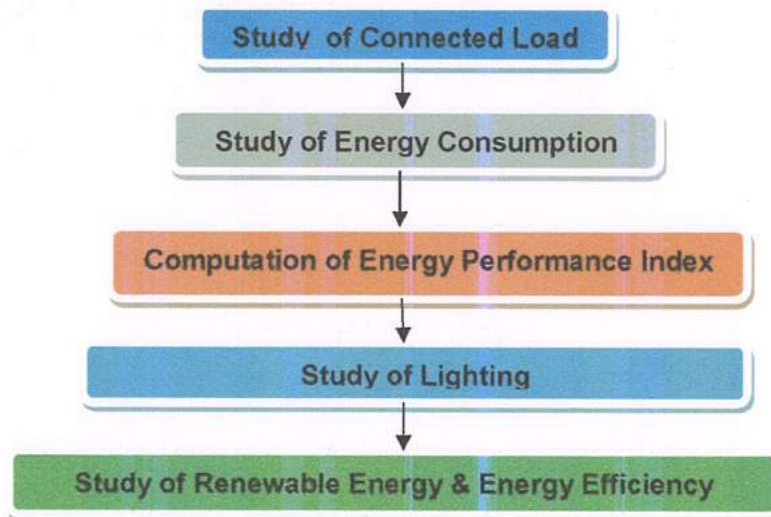 Study of Connected Load
Study of Energy Consumption
Computation of Energy Performance Index
Study of Lighting
Study of Renewable Energy & Energy Efficiency